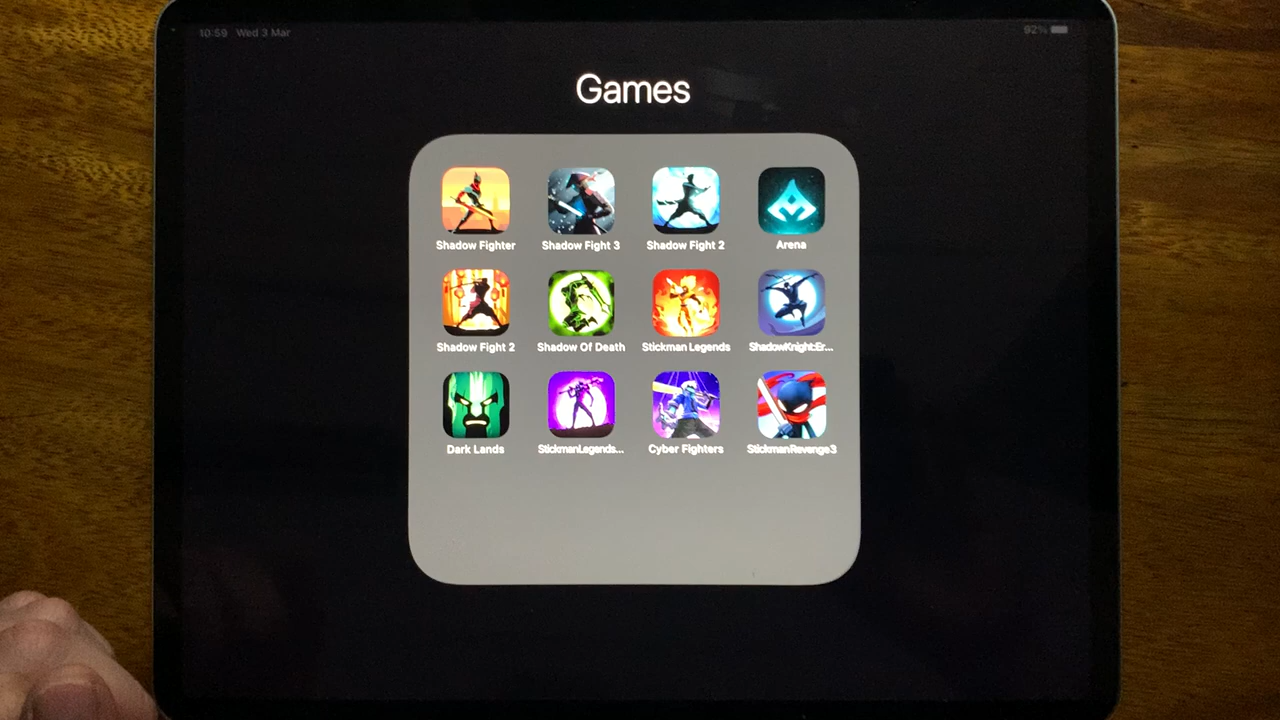 10:59 Wed 3 Mar
92%
Games
Shadow Fighter
Shadow Fight 3
Shadow Fight 2
Arena
Shadow Fight 2
Shadow Of Death
Stickman Legends
ShadowKnight:Er...
Dark Lands
StickmanLegends...
Cyber Fighters
StickmanRevenge3